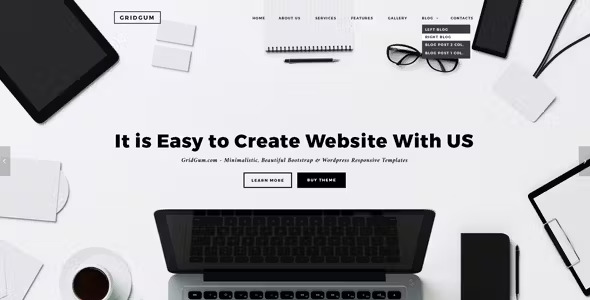 GRIDGUM
HOME ABOUT US SERVICES FEATURES GALLERY BLOG CONTACTS
LEFT BLOG
RIGHT BLOG
BLOG POST 2 COL.
BLOG POST 1 COL.
It is Easy to Create Website With US
GridGum.com - Minimalistic, Beautiful Bootstrap & Wordpress Responsive Templates
LEARN MORE BUY THEME